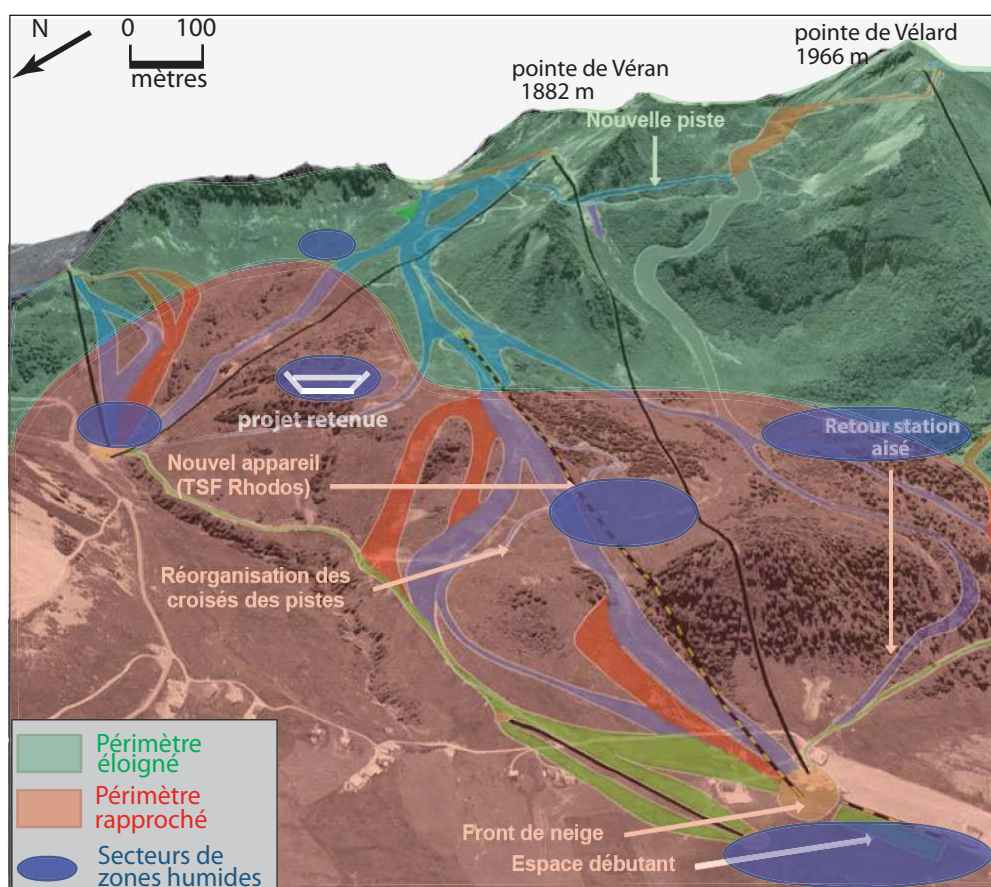 N
0 100
mètres
pointe de Vélard
1966 m
pointe de Véran
1882 m
Nouvelle piste
projet retenue
Retour station
aisé
Nouvel appareil
(TSF Rhodos)
Réorganisation des
croisés des pistes
Périmètre
éloigné
Périmètre
rapproché
Secteurs de
zones humides
Front de neige
Espace débutant